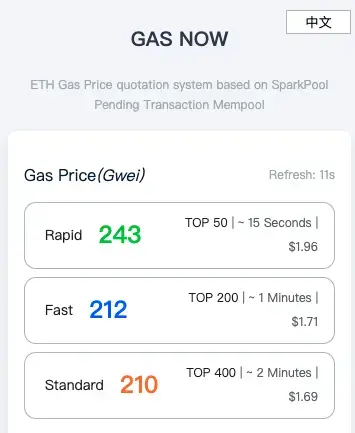 中文
GAS NOW
ETH Gas Price quotation system based on SparkPool
Pending Transaction Mempool
Gas Price(Gwei)
Refresh: 11s
Rapid 243
TOP 50 | ~ 15 Seconds |
$1.96
Fast 212
TOP 200 | ~ 1 Minutes |
$1.71
Standard 210
TOP 400 | ~ 2 Minutes |
$1.69